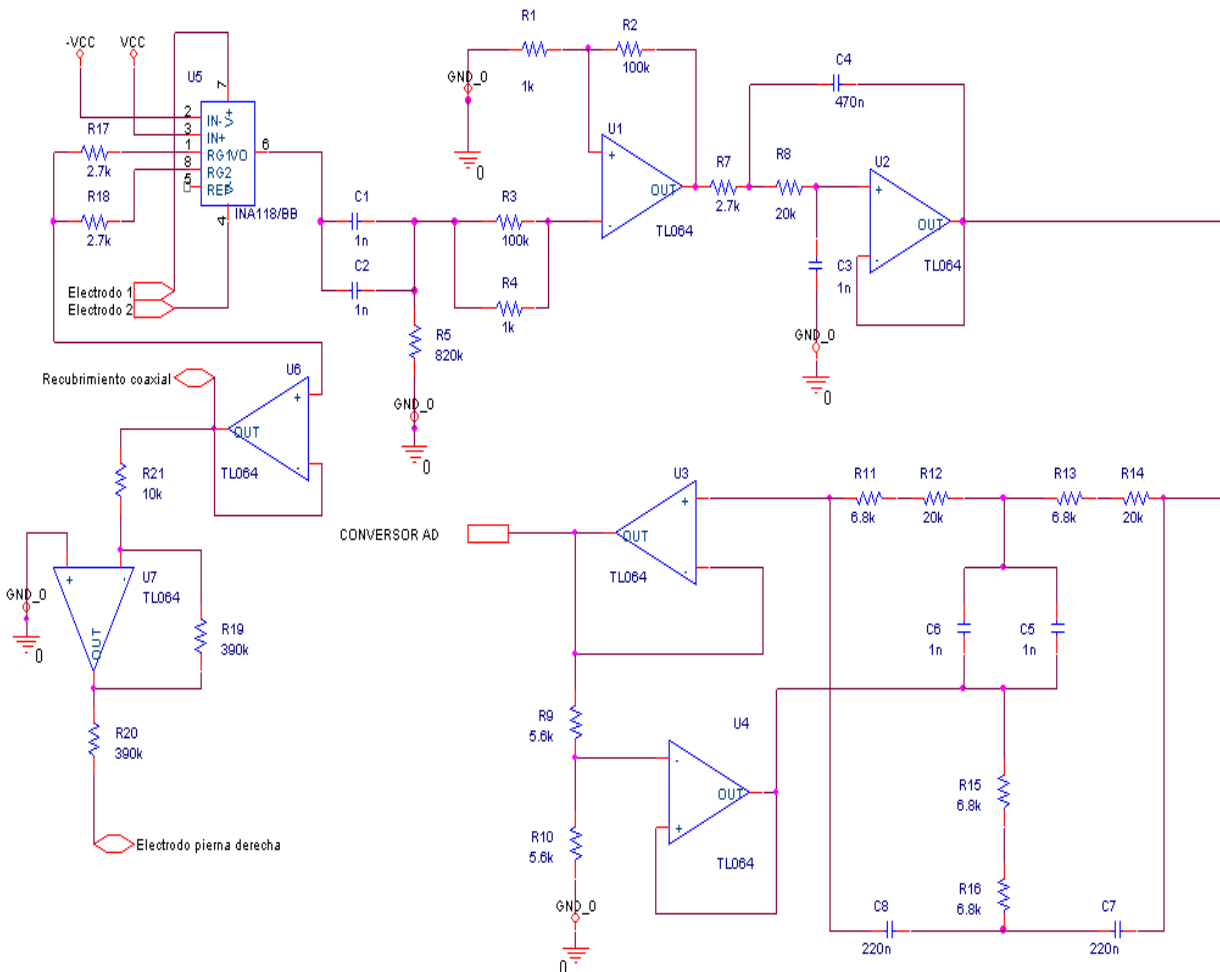 -VCC
VCC
U5
7
2
IN-
V+
3
IN+
1
RG1
VO
6
8
RG2
5
REF
4
INA118/BB
R17
2.7k
R18
2.7k
Electrodo 1
Electrodo 2
C1
1n
C2
1n
R1
1k
R2
100k
GND_0
0
U1
+
-
OUT
TL064
R3
100k
R4
1k
R5
820k
GND_0
0
R7
2.7k
R8
20k
C4
470n
U2
+
-
OUT
TL064
C3
1n
GND_0
0
Recubrimiento coaxial
U6
+
-
OUT
TL064
R21
10k
GND_0
0
+
-
U7
TL064
OUT
R19
390k
R20
390k
Electrodo pierna derecha
CONVERSOR AD
U3
+
-
OUT
TL064
R11
6.8k
R12
20k
R13
6.8k
R14
20k
C6
1n
C5
1n
R9
5.6k
R10
5.6k
GND_0
0
U4
-
+
OUT
TL064
R15
6.8k
R16
6.8k
C8
220n
C7
220n